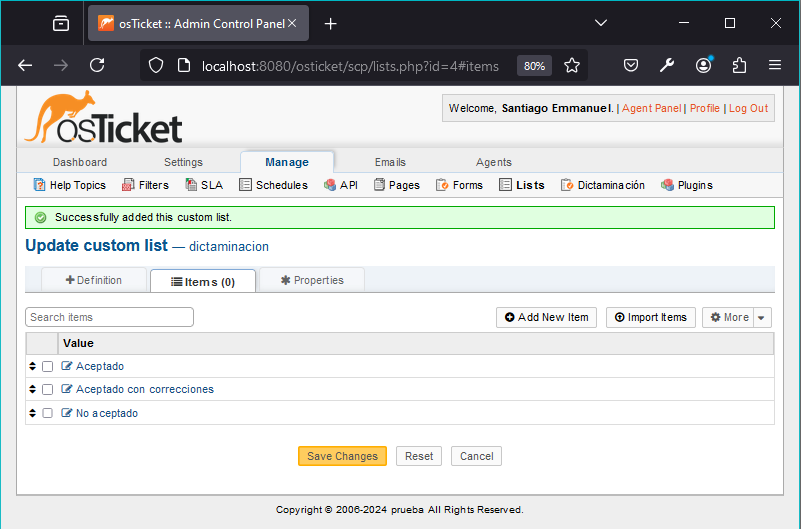 osTicket :: Admin Control Panel
localhost:8080/osticket/scp/lists.php?id=4#items 80%
osTicket
Welcome, Santiago Emmanuel. | Agent Panel | Profile | Log Out
Dashboard Settings Manage Emails Agents
Help Topics Filters SLA Schedules API Pages Forms Lists Dictaminación Plugins
Successfully added this custom list.
Update custom list — dictaminacion
Definition Items (0) Properties
Search items Add New Item Import Items More
Value
Aceptado
Aceptado con correcciones
No aceptado
Save Changes Reset Cancel
Copyright © 2006-2024 prueba All Rights Reserved.